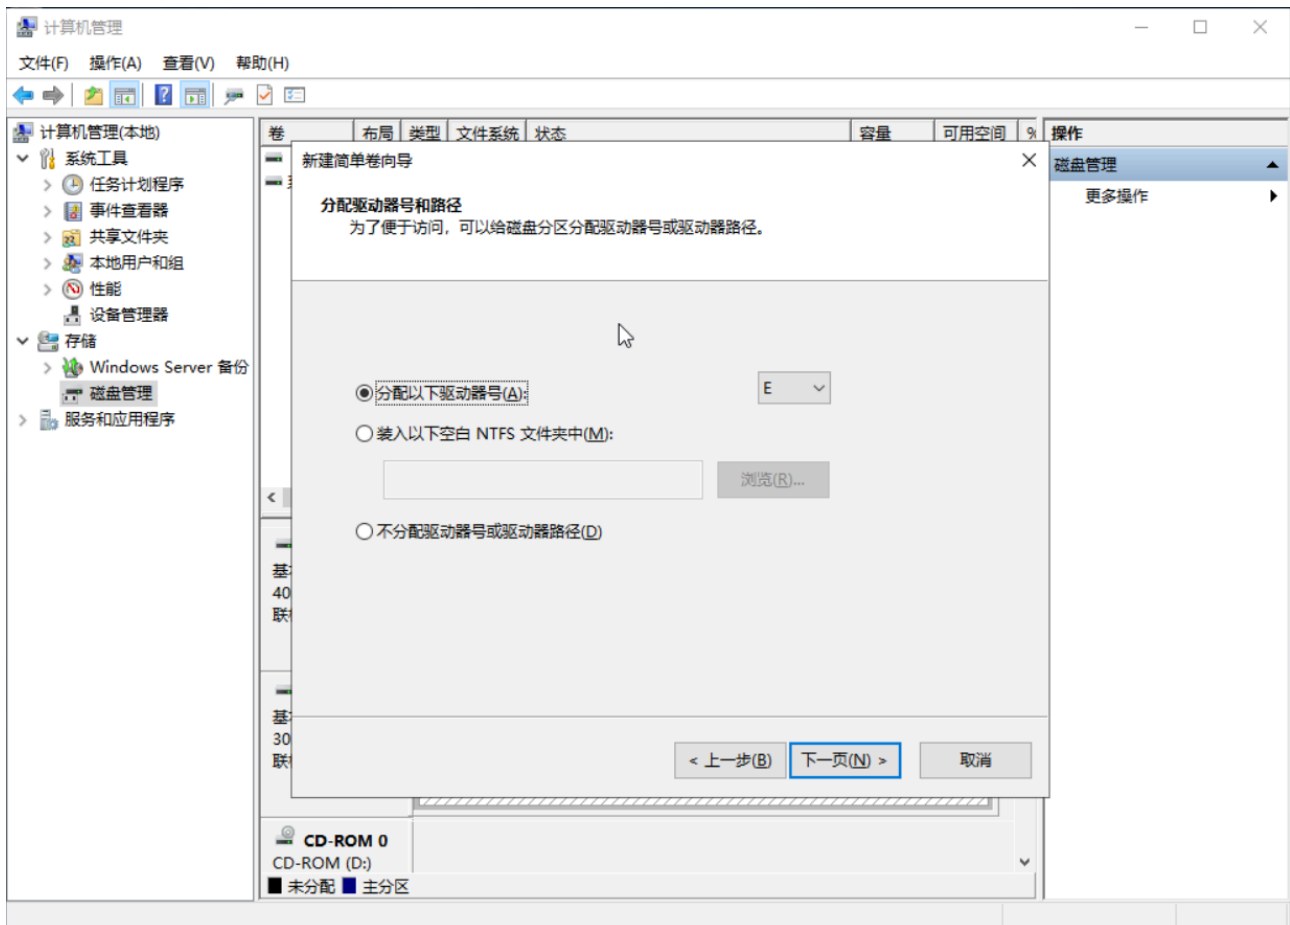 计算机管理
文件(F) 操作(A) 查看(V) 帮助(H)
计算机管理(本地)
系统工具
任务计划程序
事件查看器
共享文件夹
本地用户和组
性能
设备管理器
存储
Windows Server 备份
磁盘管理
服务和应用程序
卷 布局 类型 文件系统 状态 容量 可用空间 %
新建简单卷向导
分配驱动器号和路径
为了便于访问，可以给磁盘分区分配驱动器号或驱动器路径。
分配以下驱动器号(A):
E
装入以下空白 NTFS 文件夹中(M):
浏览(R)...
不分配驱动器号或驱动器路径(D)
< 上一步(B) 下一页(N) > 取消
基
40
联
基
30
联
CD-ROM 0
CD-ROM (D:)
未分配 主分区
操作
磁盘管理
更多操作